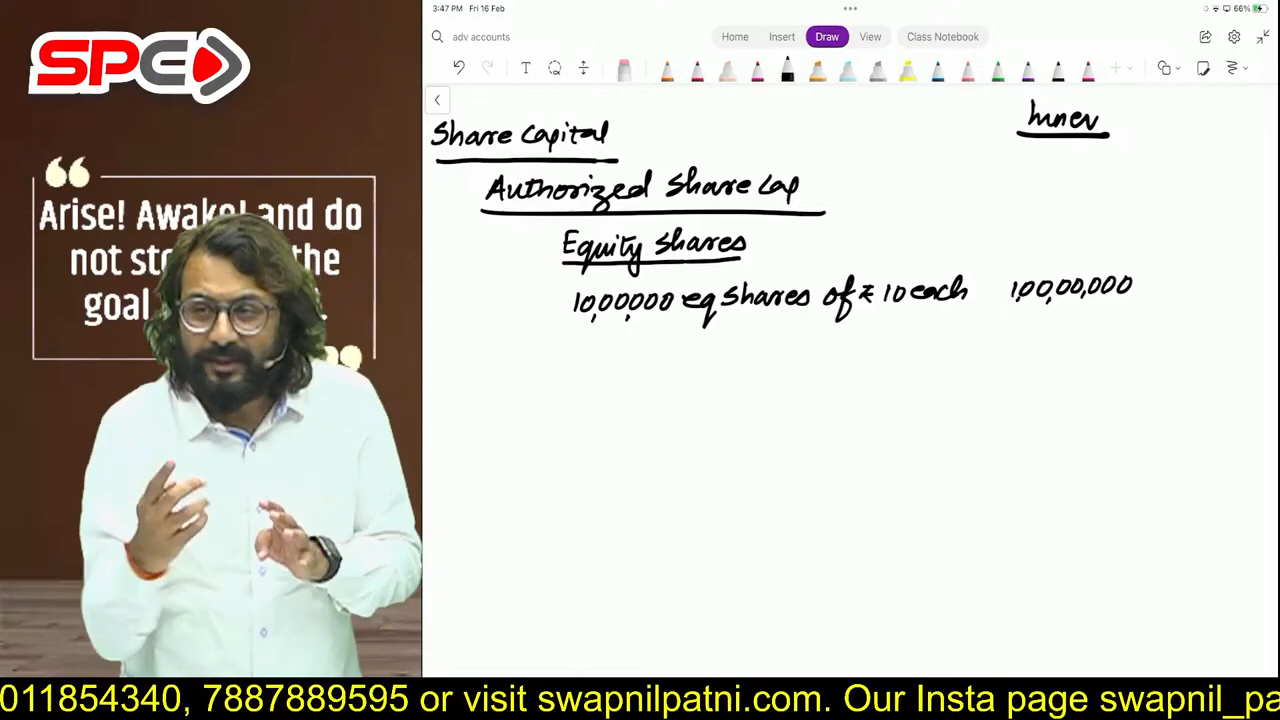 3:47 PM Fri 16 Feb
66%
adv accounts
Home Insert Draw View Class Notebook
SPE
Inner
Share Capital
Authorized Share Cap
Equity Shares
10,00,000 eq Shares of ₹ 10 each 1,00,00,000
Arise! Awake! and do
not the
goal
011854340, 7887889595 or visit swapnilpatni.com. Our Insta page swapnil_pa